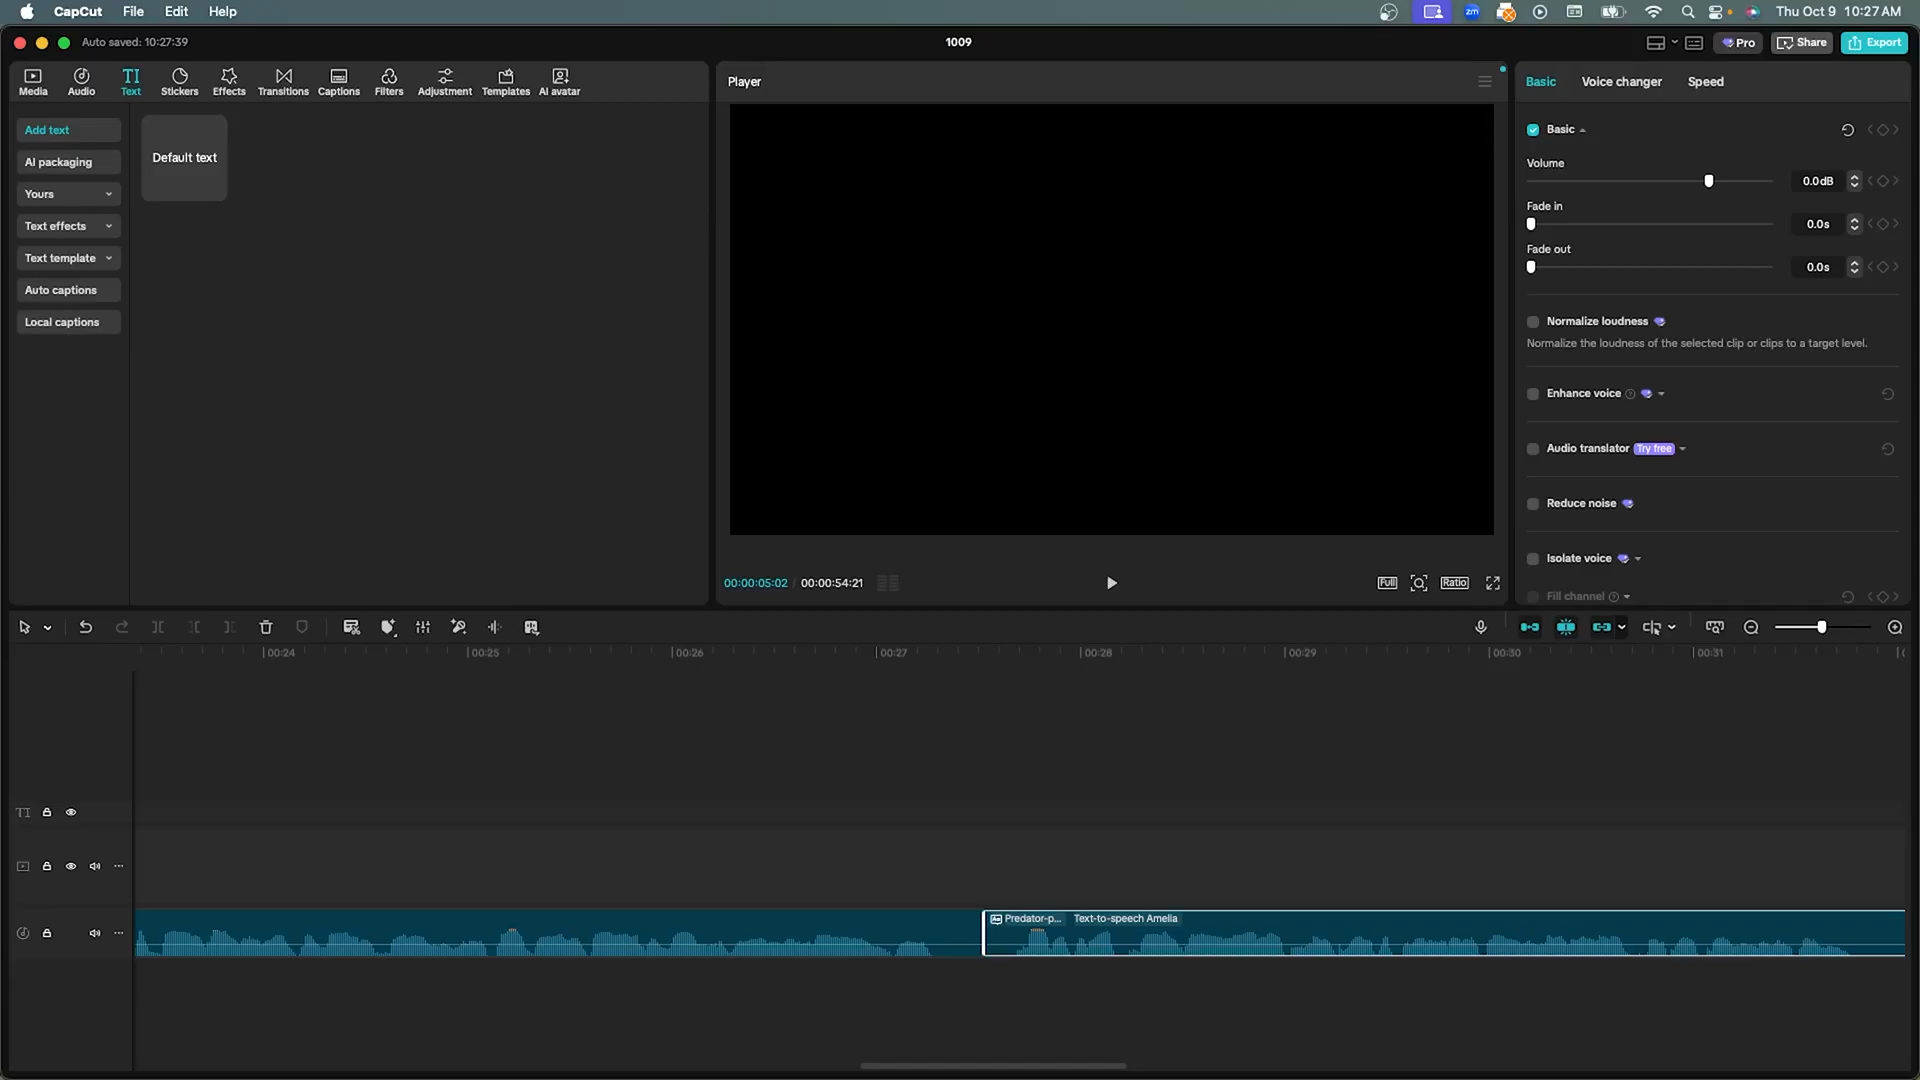 CapCut File Edit Help
zm Thu Oct 9 10:27 AM
Auto saved: 10:27:39
1009
Pro Share Export
Media Audio Text Stickers Effects Transitions Captions Filters Adjustment Templates AI avatar
Add text
AI packaging
Yours
Text effects
Text template
Auto captions
Local captions
Default text
Player
00:00:05:02 / 00:00:54:21
Full Ratio
Basic Voice changer Speed
Basic
Volume
0.0dB
Fade in
0.0s
Fade out
0.0s
Normalize loudness
Normalize the loudness of the selected clip or clips to a target level.
Enhance voice
Audio translator Try free
Reduce noise
Isolate voice
Fill channel
00:24 00:25 00:26 00:27 00:28 00:29 00:30 00:31
TI
Predator-p... Text-to-speech Amelia